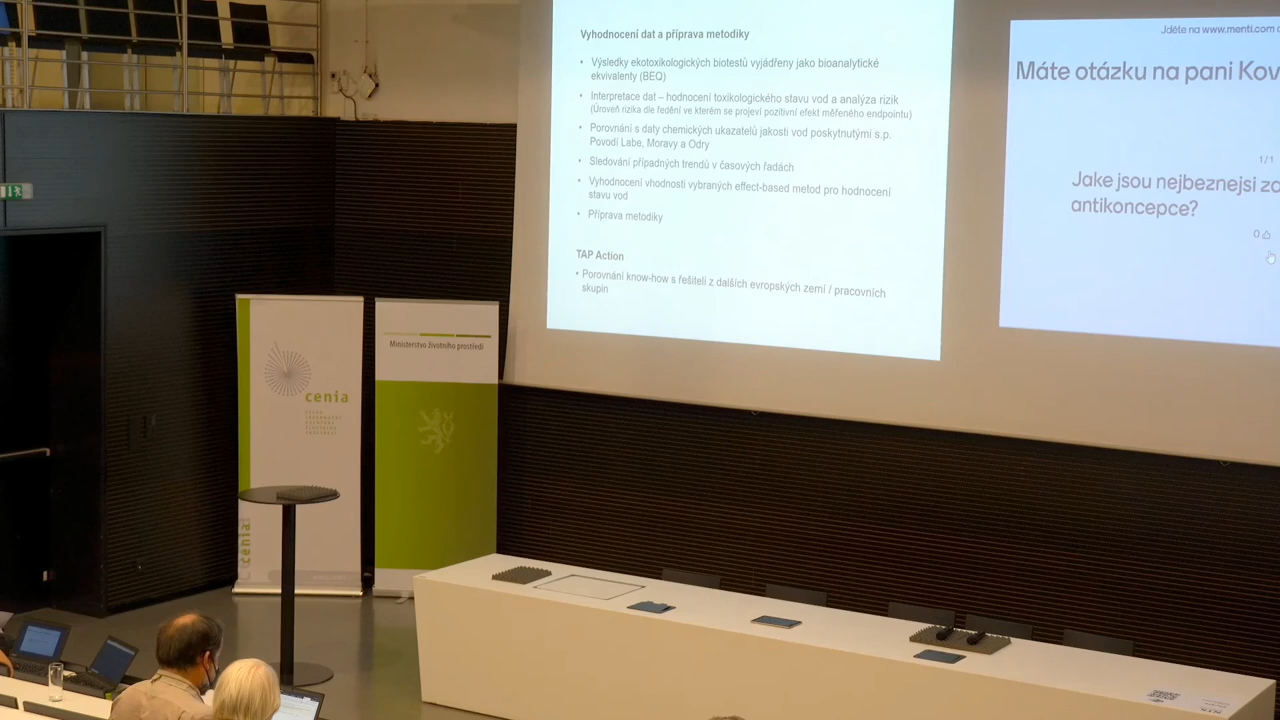 Vyhodnocení dat a příprava metodiky
• Výsledky ekotoxikologických biotestů vyjádřeny jako bioanalytické
ekvivalenty (BEQ)
• Interpretace dat – hodnocení toxikologického stavu vod a analýza rizik
(Úroveň rizika dle ředění ve kterém se projeví pozitivní efekt měřeného endpointu)
• Porovnání s daty chemických ukazatelů jakosti vod poskytnutými s.p.
Povodí Labe, Moravy a Odry
• Sledování případných trendů v časových řadách
• Vyhodnocení vhodnosti vybraných effect-based metod pro hodnocení
stavu vod
• Příprava metodiky
TAP Action
• Porovnání know-how s řešiteli z dalších evropských zemí / pracovních
skupin
Jděte na www.menti.com
Máte otázku na pani Kov
1/1
Jake jsou nejbeznejsi
antikoncepce?
0
cenia
Ministerstvo životního prostředí
cenia